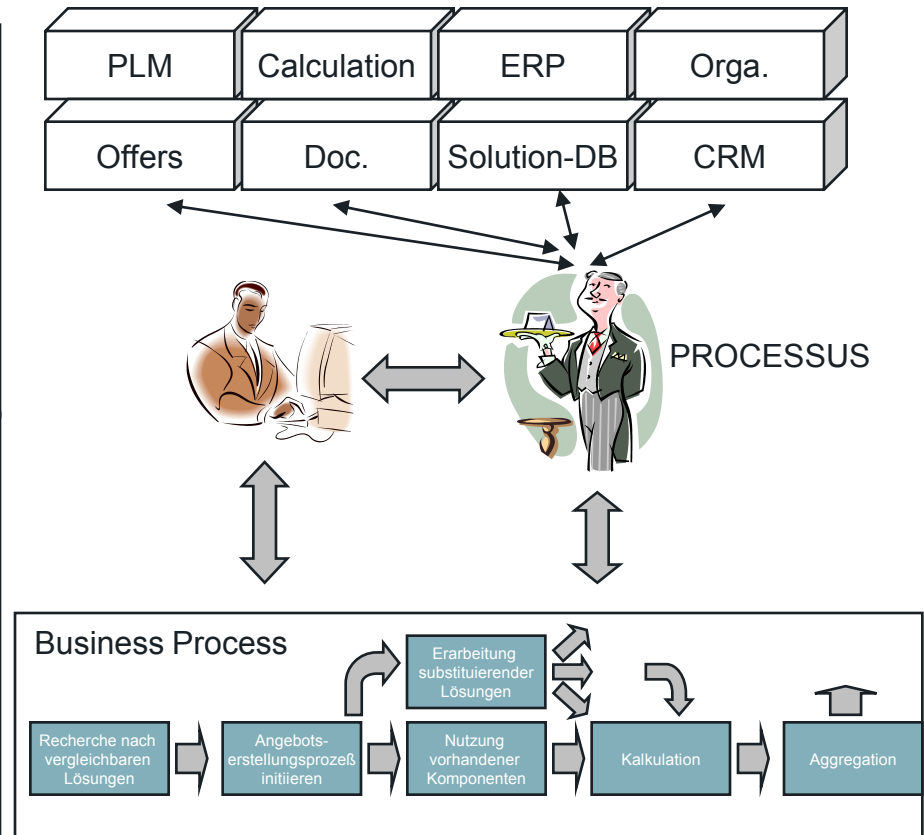 PLM
Calculation
ERP
Orga.
Offers
Doc.
Solution-DB
CRM
PROCESSUS
Business Process
Erarbeitung
substituierender
Lösungen
Recherche nach
vergleichbaren
Lösungen
Angebots-
erstellungsprozeß
initiieren
Nutzung
vorhandener
Komponenten
Kalkulation
Aggregation